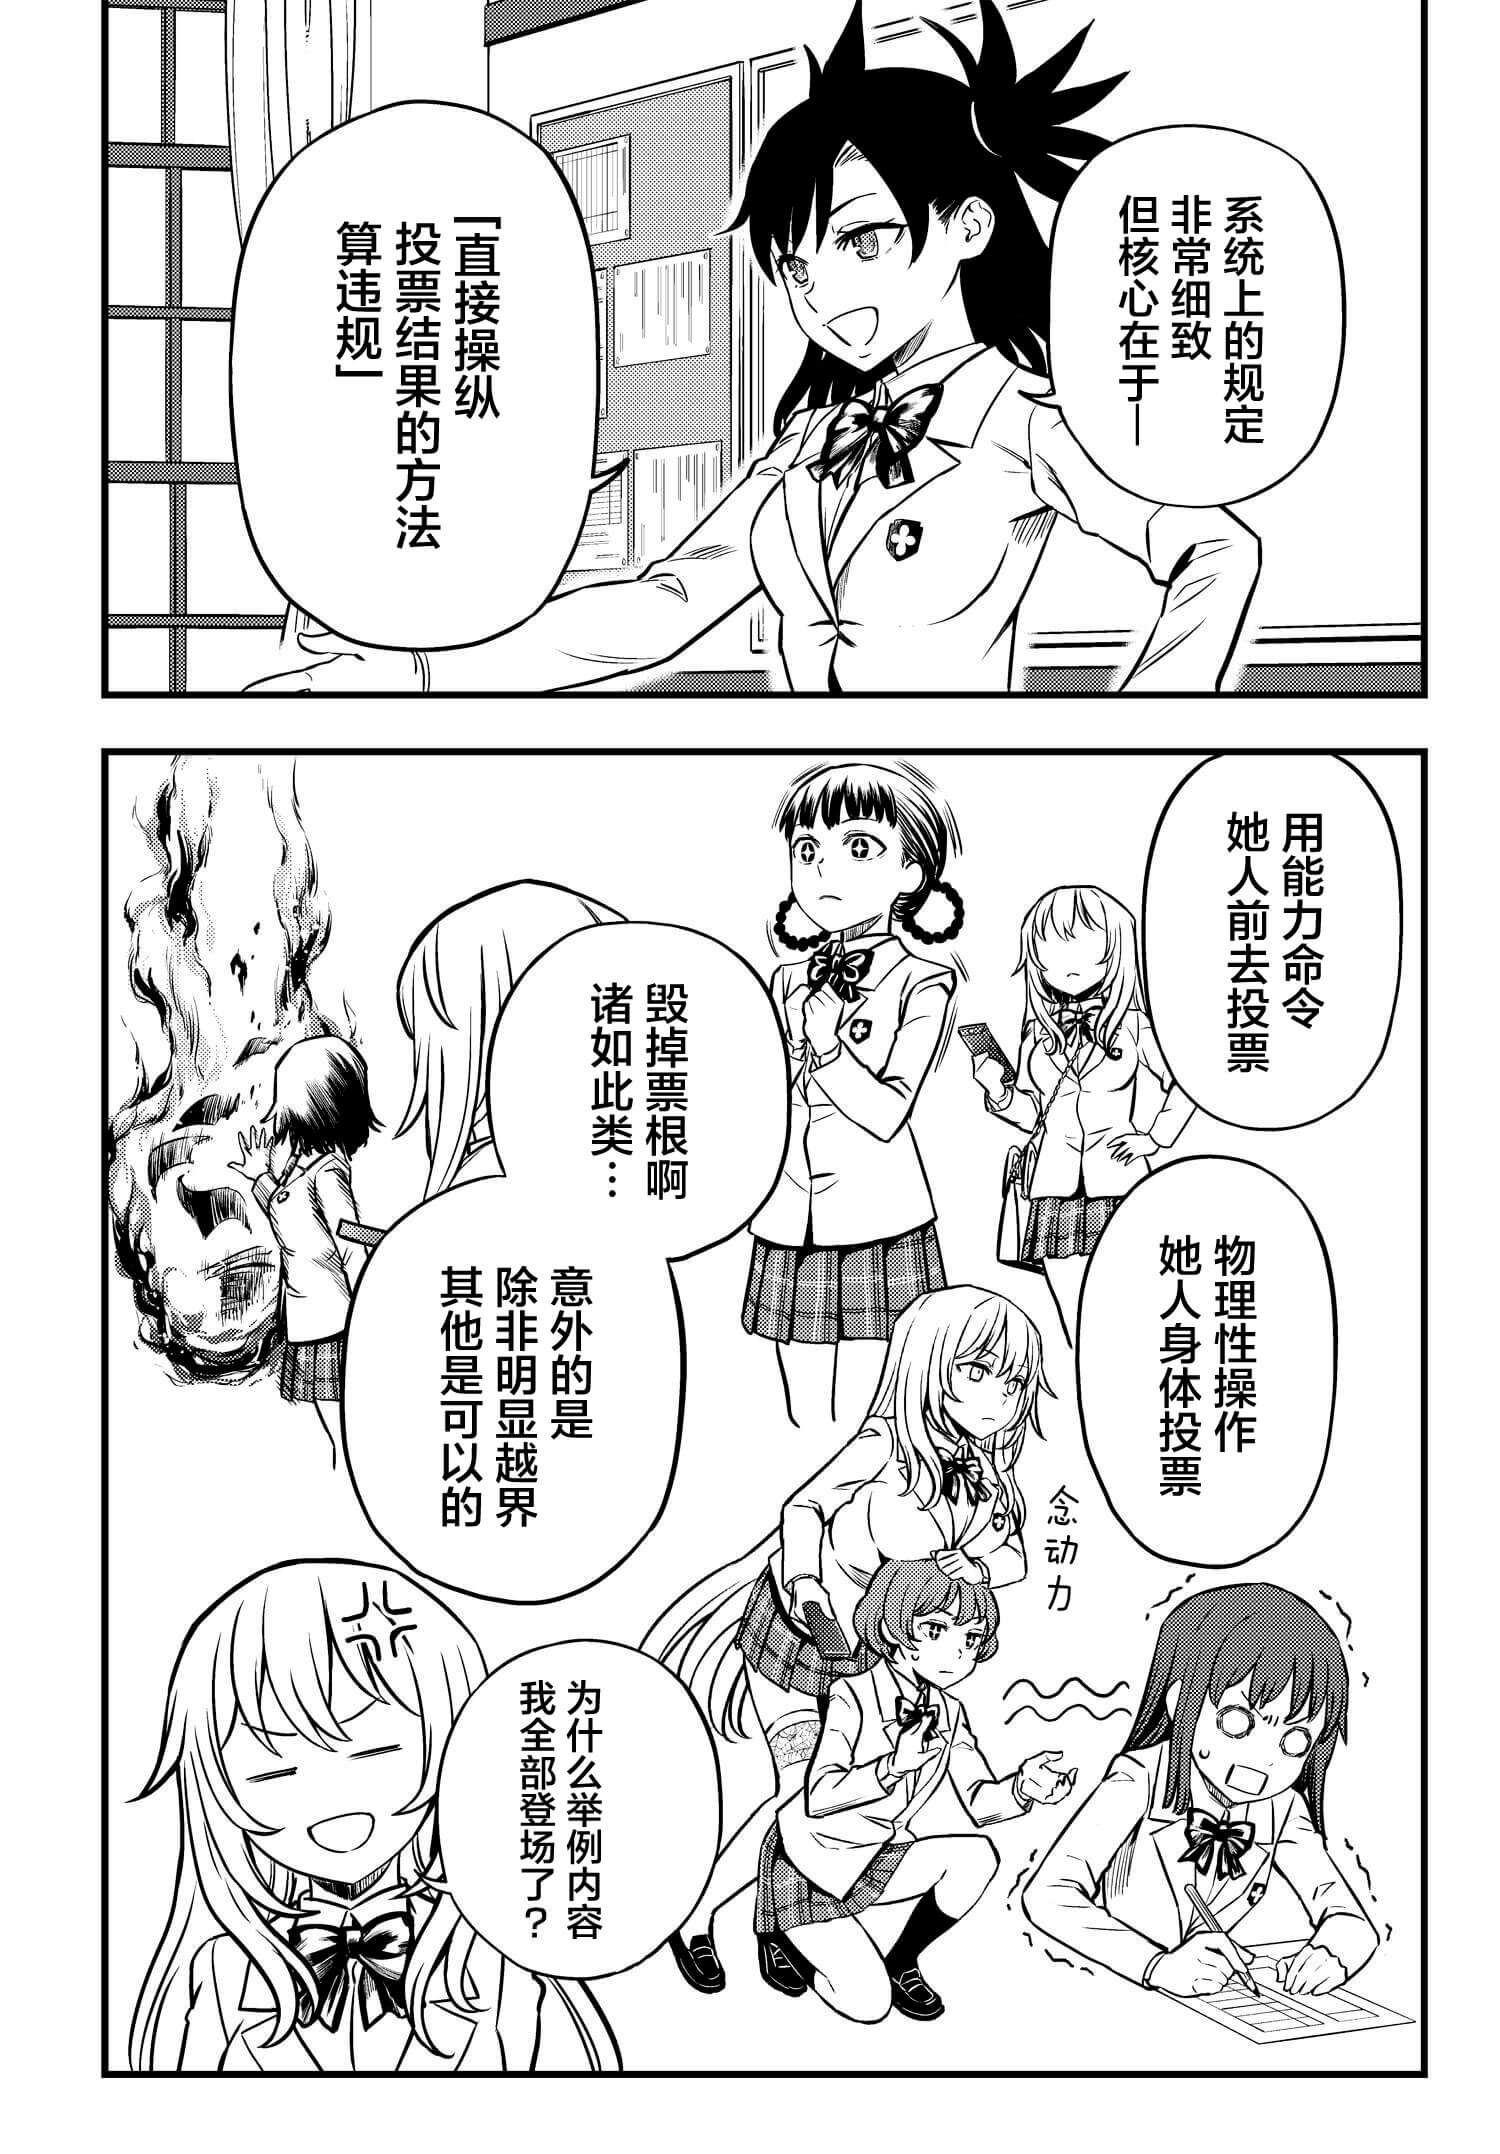 系统上的规定
非常细致
但核心在于—
「直接操纵
投票结果的方法
算违规」
用能力命令
她人前去投票
物理性操作
她人身体投票
念动力
毁掉票根啊
诸如此类…
意外的是
除非明显越界
其他是可以的
为什么举例内容
我全部登场了?